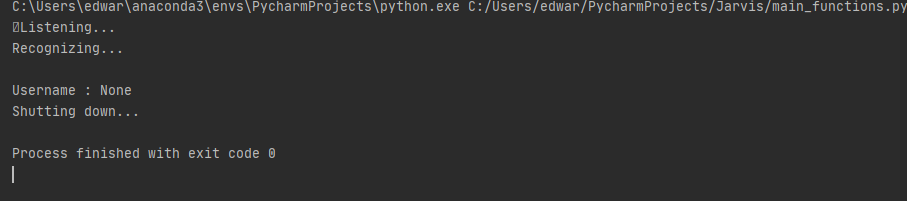 C:\Users\edwar\anaconda3\envs\PycharmProjects\python.exe C:/Users/edwar/PycharmProjects/Jarvis/main_functions.py
Listening...
Recognizing...
Username : None
Shutting down...
Process finished with exit code 0